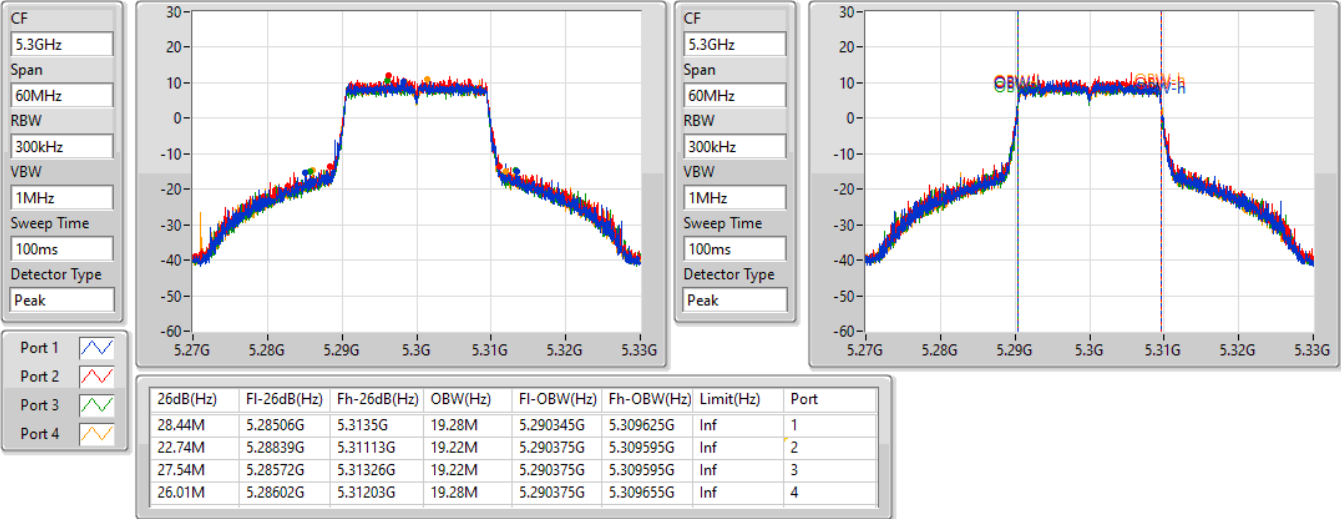 CF
5.3GHz
Span
60MHz
RBW
300kHz
VBW
1MHz
Sweep Time
100ms
Detector Type
Peak
Port 1
Port 2
Port 3
Port 4
30
20
10
0
-10
-20
-30
-40
-50
-60
5.27G 5.28G 5.29G 5.3G 5.31G 5.32G 5.33G
CF
5.3GHz
Span
60MHz
RBW
300kHz
VBW
1MHz
Sweep Time
100ms
Detector Type
Peak
30
20
10
0
-10
-20
-30
-40
-50
-60
OBW-h
5.27G 5.28G 5.29G 5.3G 5.31G 5.32G 5.33G
26dB(Hz) Fl-26dB(Hz) Fh-26dB(Hz) OBW(Hz) Fl-OBW(Hz) Fh-OBW(Hz) Limit(Hz) Port
28.44M 5.28506G 5.3135G 19.28M 5.290345G 5.309625G Inf 1
22.74M 5.28839G 5.31113G 19.22M 5.290375G 5.309595G Inf 2
27.54M 5.28572G 5.31326G 19.22M 5.290375G 5.309595G Inf 3
26.01M 5.28602G 5.31203G 19.28M 5.290375G 5.309655G Inf 4